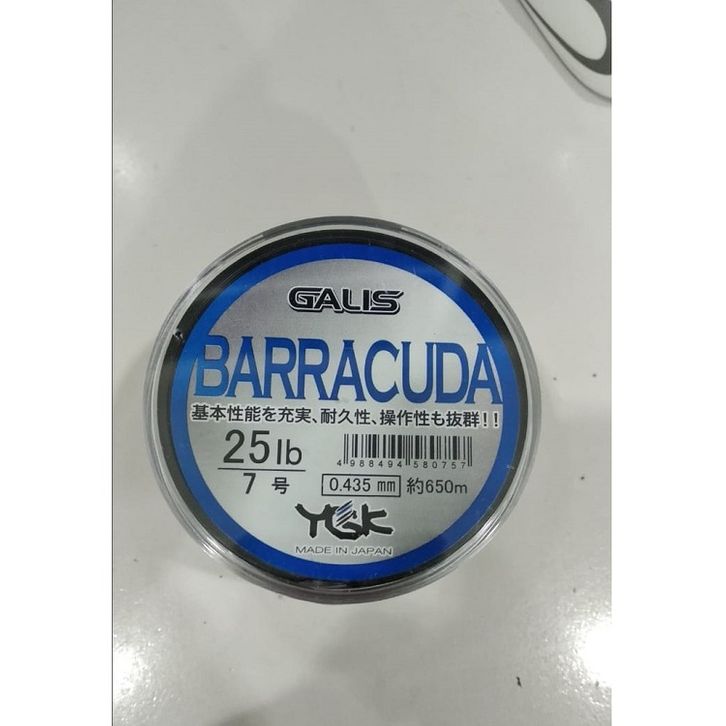 GALIS
BARRACUDA
基本性能を充実、耐久性、操作性も抜群!!
25lb
7号
4988494580757
0.435mm 約650m
YGK
MADE IN JAPAN